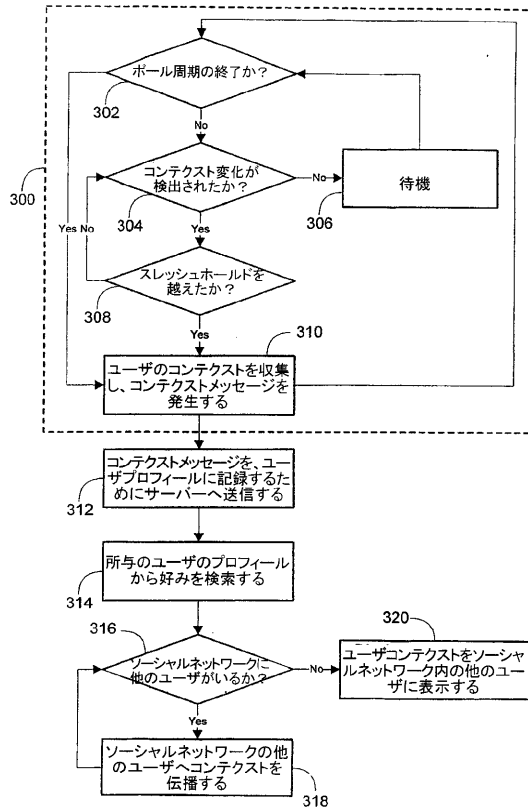 ポール周期の終了か？
302
No
コンテクスト変化が
検出されたか？
304
No
待機
306
300
Yes No
Yes
スレッシュホールドを
越えたか？
308
Yes
310
ユーザのコンテクストを収集
し、コンテクストメッセージを
発生する
コンテクストメッセージを、ユー
ザプロフィールに記録するた
めにサーバーへ送信する
312
所与のユーザのプロフィール
から好みを検索する
314
316
ソーシャルネットワークに
他のユーザがいるか？
No
320
ユーザコンテクストをソーシャ
ルネットワーク内の他のユー
ザに表示する
Yes
ソーシャルネットワークの他
のユーザへコンテクストを
伝播する
318